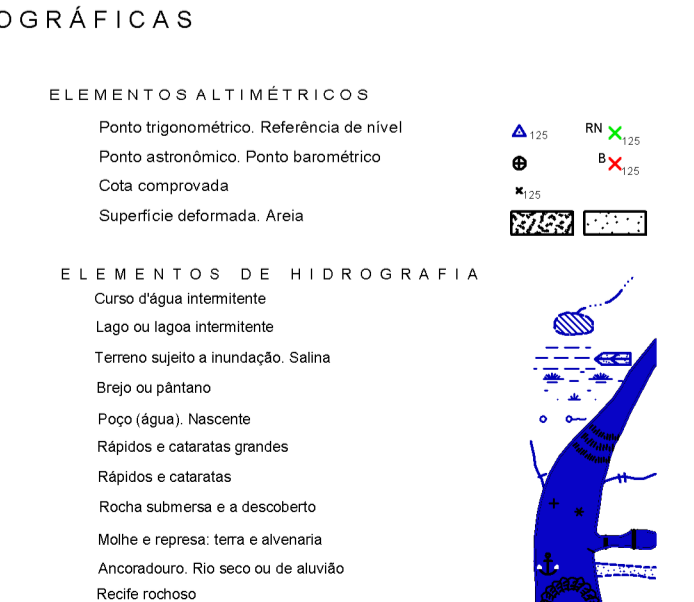 OGRÁFICAS
ELEMENTOS ALTIMÉTRICOS
Ponto trigonométrico. Referência de nível 125 RN 125
Ponto astronômico. Ponto barométrico B 125
Cota comprovada 125
Superfície deformada. Areia
ELEMENTOS DE HIDROGRAFIA
Curso d'água intermitente
Lago ou lagoa intermitente
Terreno sujeito a inundação. Salina
Brejo ou pântano
Poço (água). Nascente
Rápidos e cataratas grandes
Rápidos e cataratas
Rocha submersa e a descoberto
Molhe e represa: terra e alvenaria
Ancoradouro. Rio seco ou de aluvião
Recife rochoso